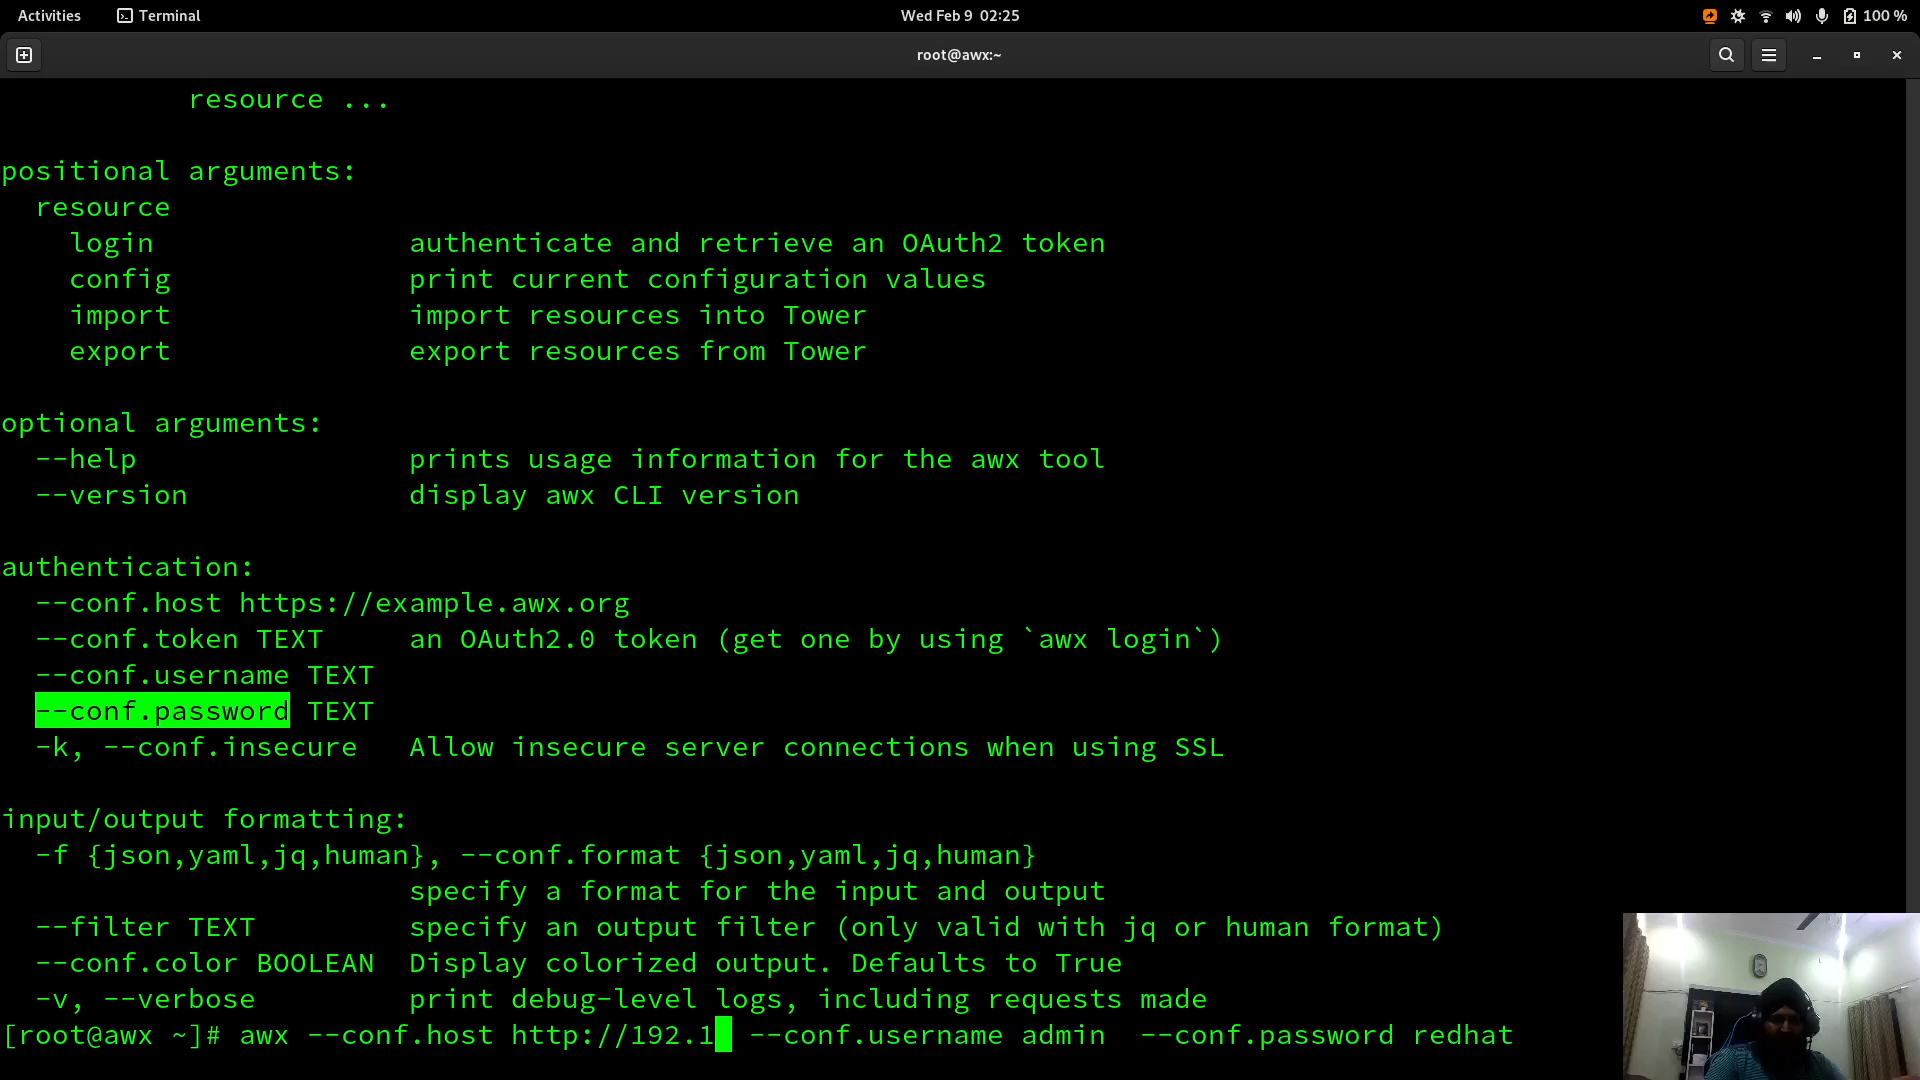 Activities Terminal Wed Feb 9 02:25 100 %
root@awx:~
resource ...
positional arguments:
resource
login authenticate and retrieve an OAuth2 token
config print current configuration values
import import resources into Tower
export export resources from Tower
optional arguments:
--help prints usage information for the awx tool
--version display awx CLI version
authentication:
--conf.host https://example.awx.org
--conf.token TEXT an OAuth2.0 token (get one by using `awx login`)
--conf.username TEXT
--conf.password TEXT
-k, --conf.insecure Allow insecure server connections when using SSL
input/output formatting:
-f {json,yaml,jq,human}, --conf.format {json,yaml,jq,human}
specify a format for the input and output
--filter TEXT specify an output filter (only valid with jq or human format)
--conf.color BOOLEAN Display colorized output. Defaults to True
-v, --verbose print debug-level logs, including requests made
[root@awx ~]# awx --conf.host http://192.1 --conf.username admin --conf.password redhat